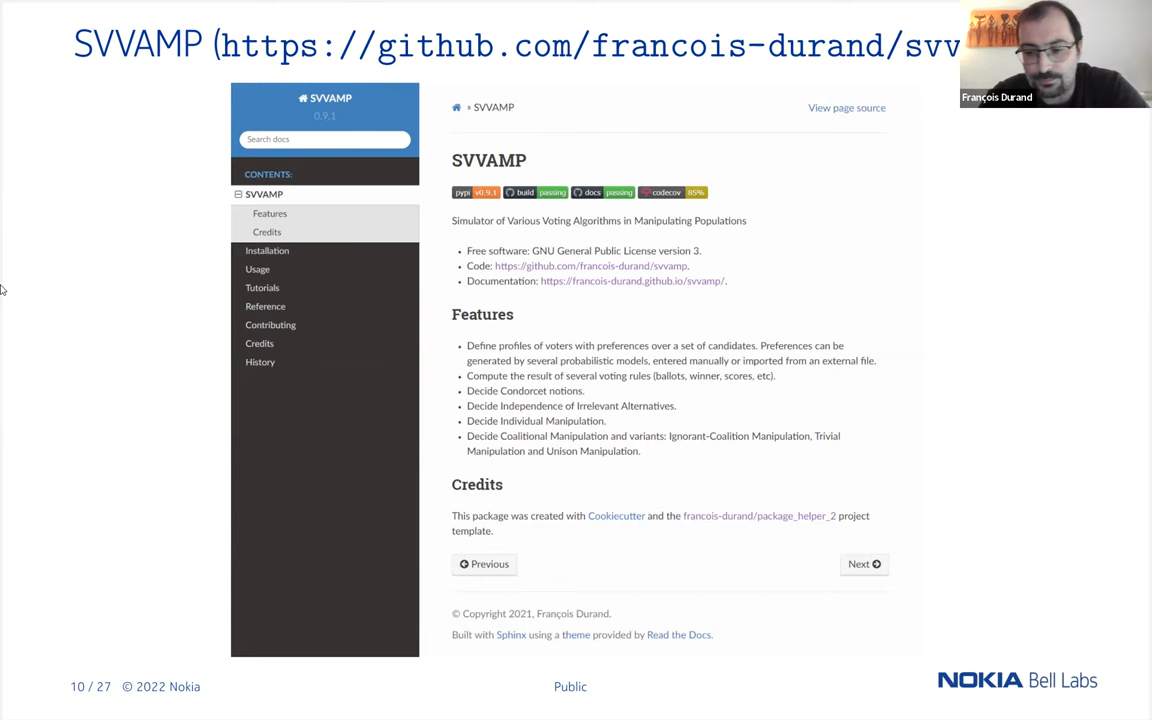 SVVAMP (https://github.com/francois-durand/svv
François Durand
SVVAMP
0.9.1
Search docs
CONTENTS:
SVVAMP
Features
Credits
Installation
Usage
Tutorials
Reference
Contributing
Credits
History
» SVVAMP
View page source
SVVAMP
pypi v0.9.1 build passing docs passing codecov 85%
Simulator of Various Voting Algorithms in Manipulating Populations
• Free software: GNU General Public License version 3.
• Code: https://github.com/francois-durand/svvamp.
• Documentation: https://francois-durand.github.io/svvamp/.
Features
• Define profiles of voters with preferences over a set of candidates. Preferences can be
generated by several probabilistic models, entered manually or imported from an external file.
• Compute the result of several voting rules (ballots, winner, scores, etc).
• Decide Condorcet notions.
• Decide Independence of Irrelevant Alternatives.
• Decide Individual Manipulation.
• Decide Coalitional Manipulation and variants: Ignorant-Coalition Manipulation, Trivial
Manipulation and Unison Manipulation.
Credits
This package was created with Cookiecutter and the francois-durand/package_helper_2 project
template.
Previous
Next
© Copyright 2021, François Durand.
Built with Sphinx using a theme provided by Read the Docs.
10 / 27 © 2022 Nokia
Public
NOKIA Bell Labs